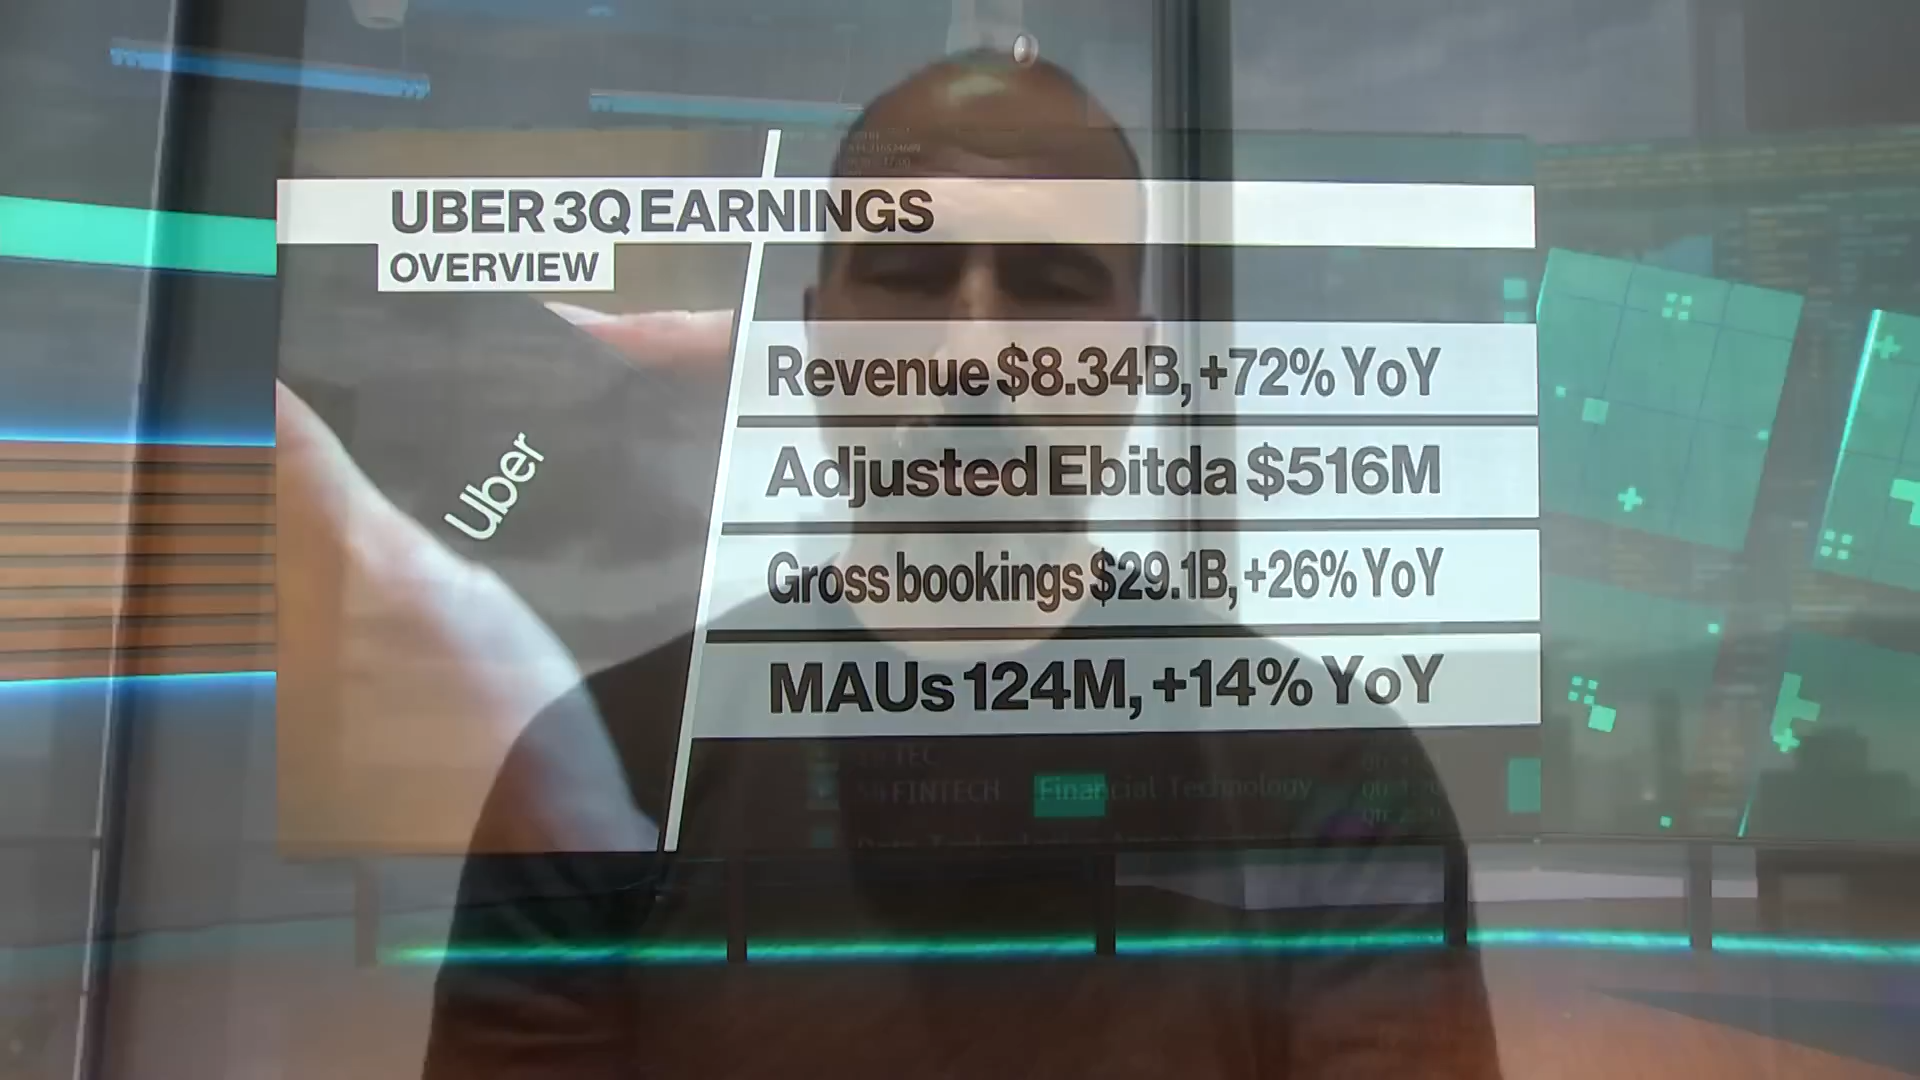 UBER 3Q EARNINGS
OVERVIEW
Uber
Revenue $8.34B, +72% YoY
Adjusted Ebitda $516M
Gross bookings $29.1B, +26% YoY
MAUs 124M, +14% YoY
TEC
FINTECH Financial Technology